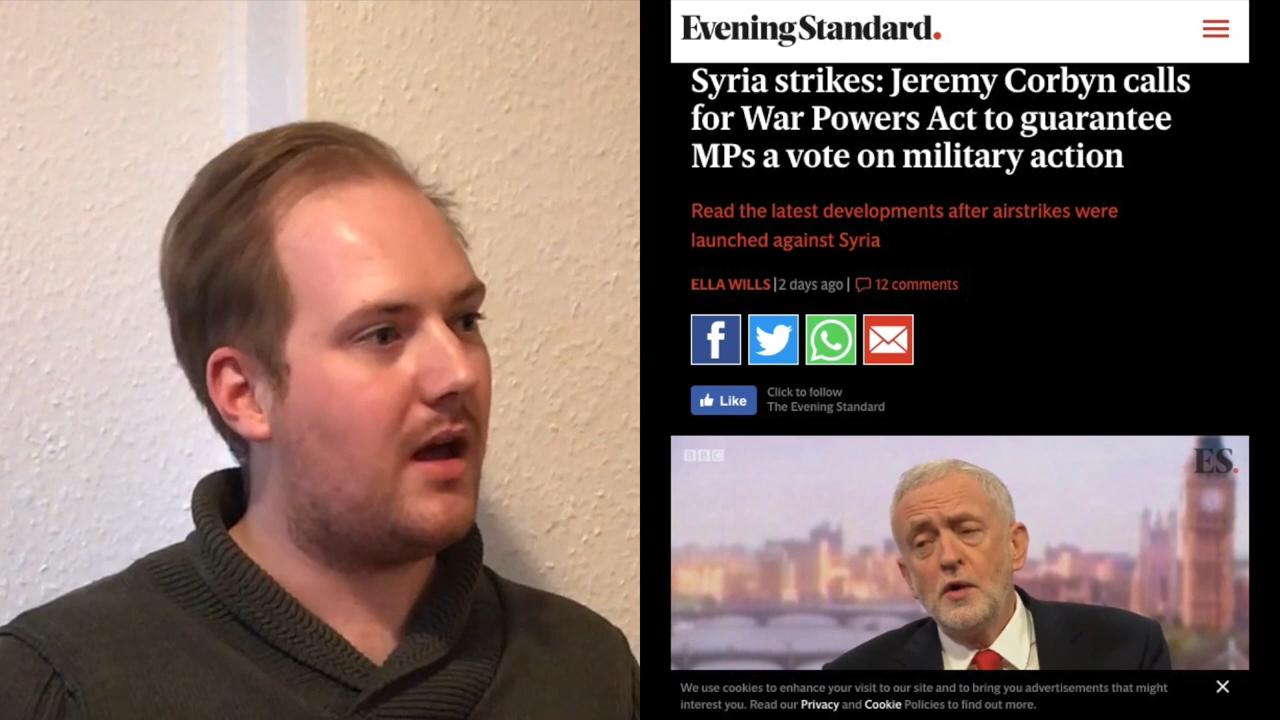 Evening Standard.
Syria strikes: Jeremy Corbyn calls
for War Powers Act to guarantee
MPs a vote on military action
Read the latest developments after airstrikes were
launched against Syria
ELLA WILLS | 2 days ago | 12 comments
f
Like
Click to follow
The Evening Standard
BBC
ES.
We use cookies to enhance your visit to our site and to bring you advertisements that might
interest you. Read our Privacy and Cookie Policies to find out more.